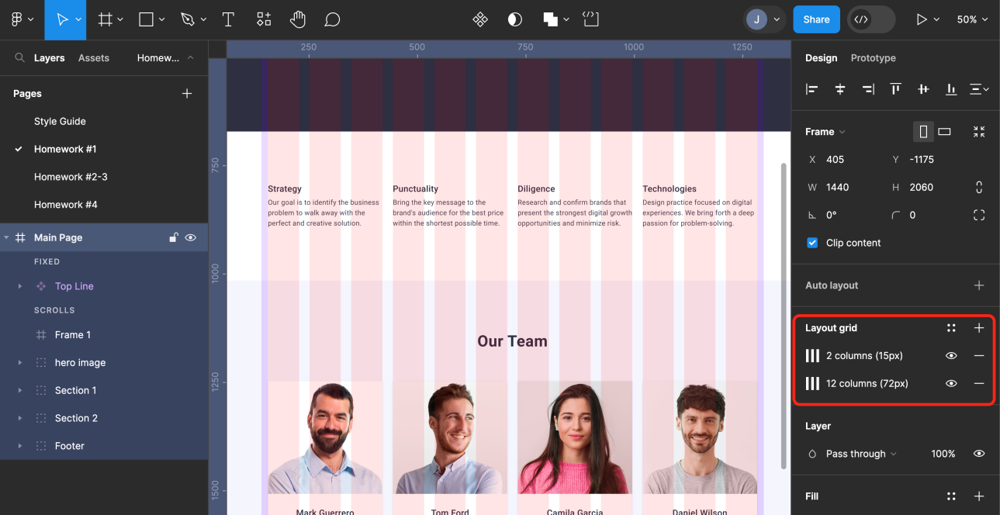 J
Share
50%
Layers
Assets
Homew...
Pages
Style Guide
Homework #1
Homework #2-3
Homework #4
Main Page
FIXED
Top Line
SCROLLS
Frame 1
hero image
Section 1
Section 2
Footer
250
500
750
1000
1250
750
1000
1250
1500
Strategy
Our goal is to identify the business
problem to walk away with the
perfect and creative solution.
Punctuality
Bring the key message to the
brand's audience for the best price
within the shortest possible time.
Diligence
Research and confirm brands that
present the strongest digital growth
opportunities and minimize risk.
Technologies
Design practice focused on digital
experiences. We bring forth a deep
passion for problem-solving.
Our Team
Mark Guerrero
Tom Ford
Camila Garcia
Daniel Wilson
Design
Prototype
Frame
X 405
Y -1175
W 1440
H 2060
0°
0
Clip content
Auto layout
Layout grid
2 columns (15px)
12 columns (72px)
Layer
Pass through
100%
Fill